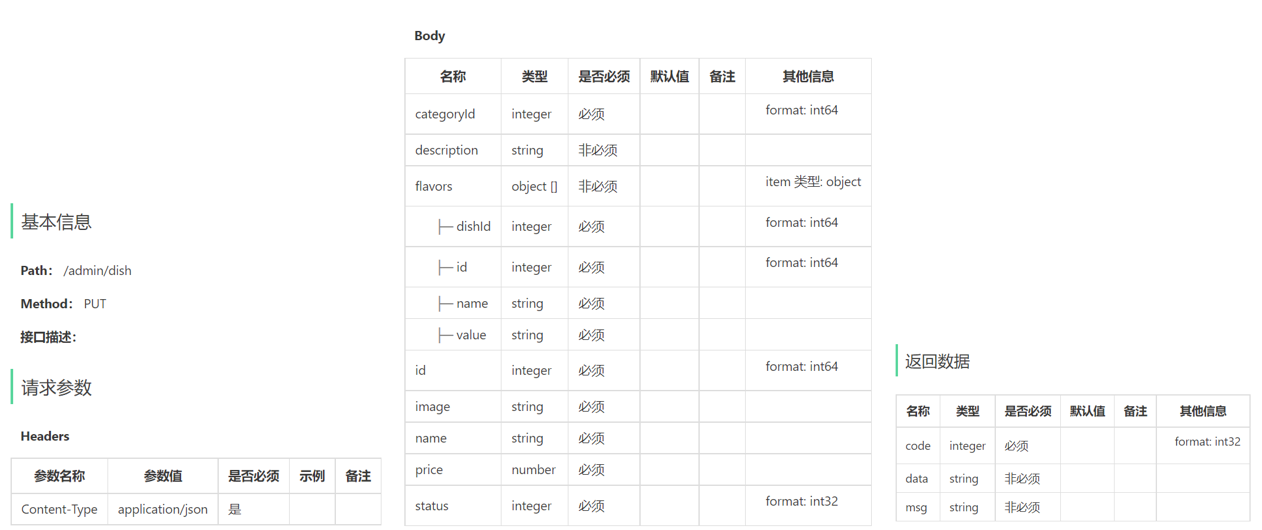 基本信息
Path: /admin/dish
Method: PUT
接口描述:
请求参数
Headers
参数名称 参数值 是否必须 示例 备注
Content-Type application/json 是
Body
名称 类型 是否必须 默认值 备注 其他信息
categoryId integer 必须 format: int64
description string 非必须
flavors object [] 非必须 item 类型: object
├─ dishId integer 必须 format: int64
├─ id integer 必须 format: int64
├─ name string 必须
├─ value string 必须
id integer 必须 format: int64
image string 必须
name string 必须
price number 必须
status integer 必须 format: int32
返回数据
名称 类型 是否必须 默认值 备注 其他信息
code integer 必须 format: int32
data string 非必须
msg string 非必须